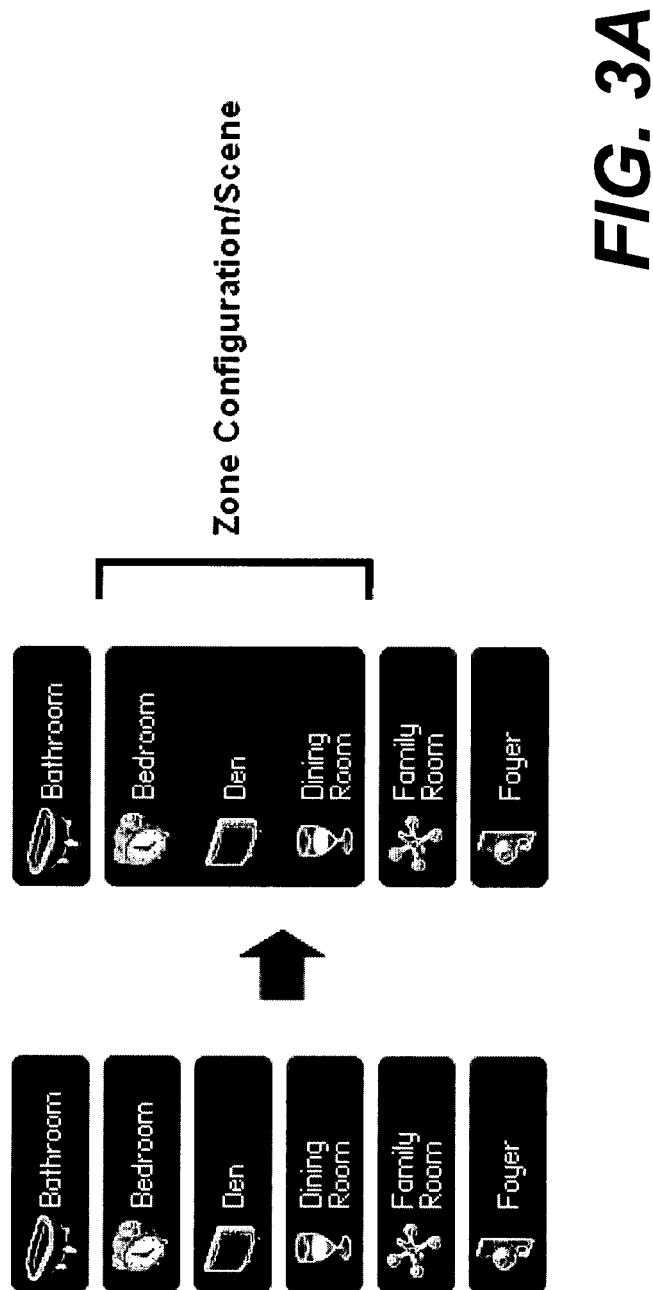 Bathroom
Bedroom
Den
Dining
Room
Family
Room
Foyer
Bathroom
Bedroom
Den
Dining
Room
Family
Room
Foyer
Zone Configuration/Scene
FIG. 3A